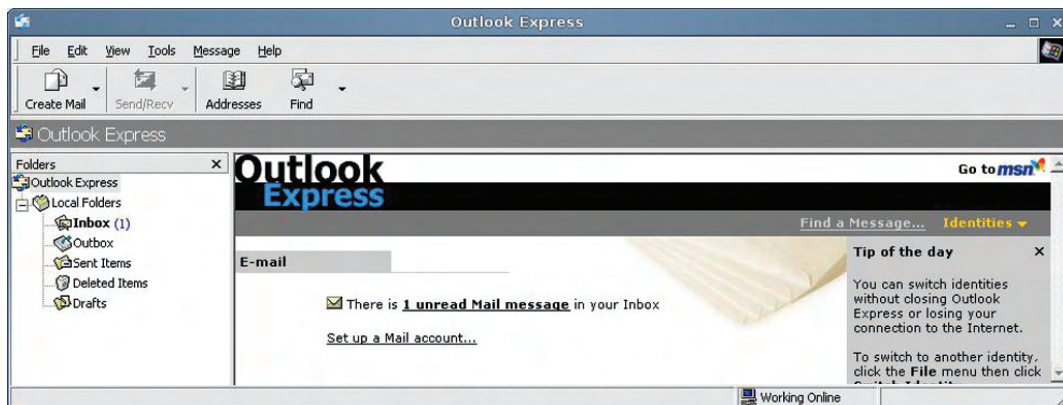 Outlook Express
File Edit View Tools Message Help
Create Mail Send/Recv Addresses Find
Outlook Express
Folders
Outlook Express
Local Folders
Inbox (1)
Outbox
Sent Items
Deleted Items
Drafts
Outlook
Express
Go to msn
Find a Message... Identities
E-mail
There is 1 unread Mail message in your Inbox
Set up a Mail account...
Tip of the day
You can switch identities
without closing Outlook
Express or losing your
connection to the Internet.
To switch to another identity,
click the File menu then click
Switch Identity
Working Online